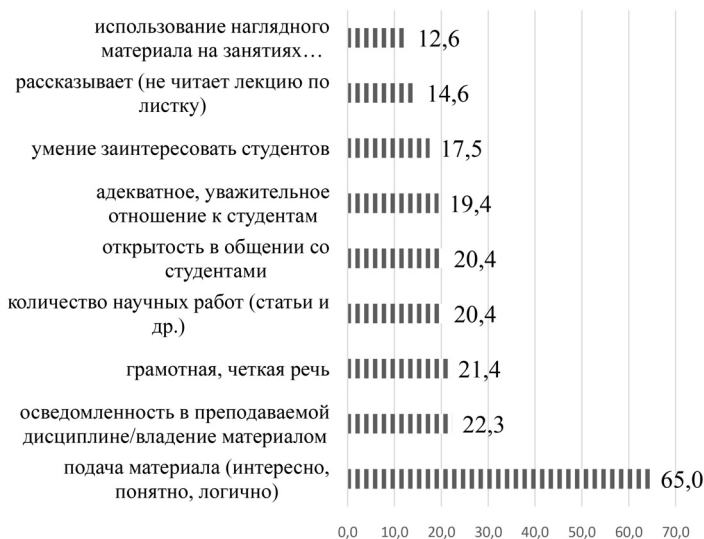 использование наглядного
материала на занятиях…
12,6
рассказывает (не читает лекцию по
листку)
14,6
умение заинтересовать студентов
17,5
адекватное, уважительное
отношение к студентам
19,4
открытость в общении со
студентами
20,4
количество научных работ (статьи и
др.)
20,4
грамотная, четкая речь
21,4
осведомленность в преподаваемой
дисциплине/владение материалом
22,3
подача материала (интересно,
понятно, логично)
65,0
0,0 10,0 20,0 30,0 40,0 50,0 60,0 70,0